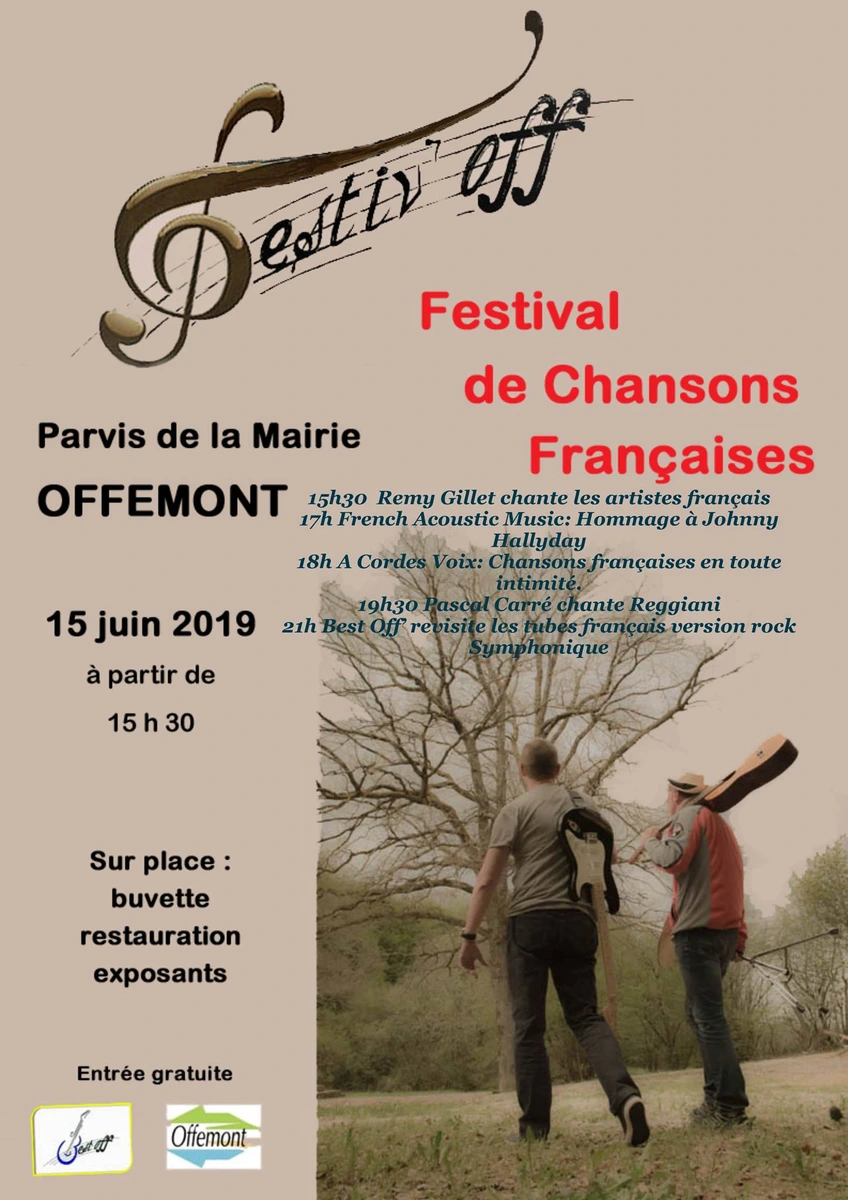 Festiv'off
Festival
de Chansons
Françaises
Parvis de la Mairie
OFFEMONT
15h30 Remy Gillet chante les artistes français
17h French Acoustic Music: Hommage à Johnny
Hallyday
18h A Cordes Voix: Chansons françaises en toute
intimité.
19h30 Pascal Carré chante Reggiani
21h Best Off' revisite les tubes français version rock
Symphonique
15 juin 2019
à partir de
15 h 30
Sur place :
buvette
restauration
exposants
Entrée gratuite
Best off
Offemont